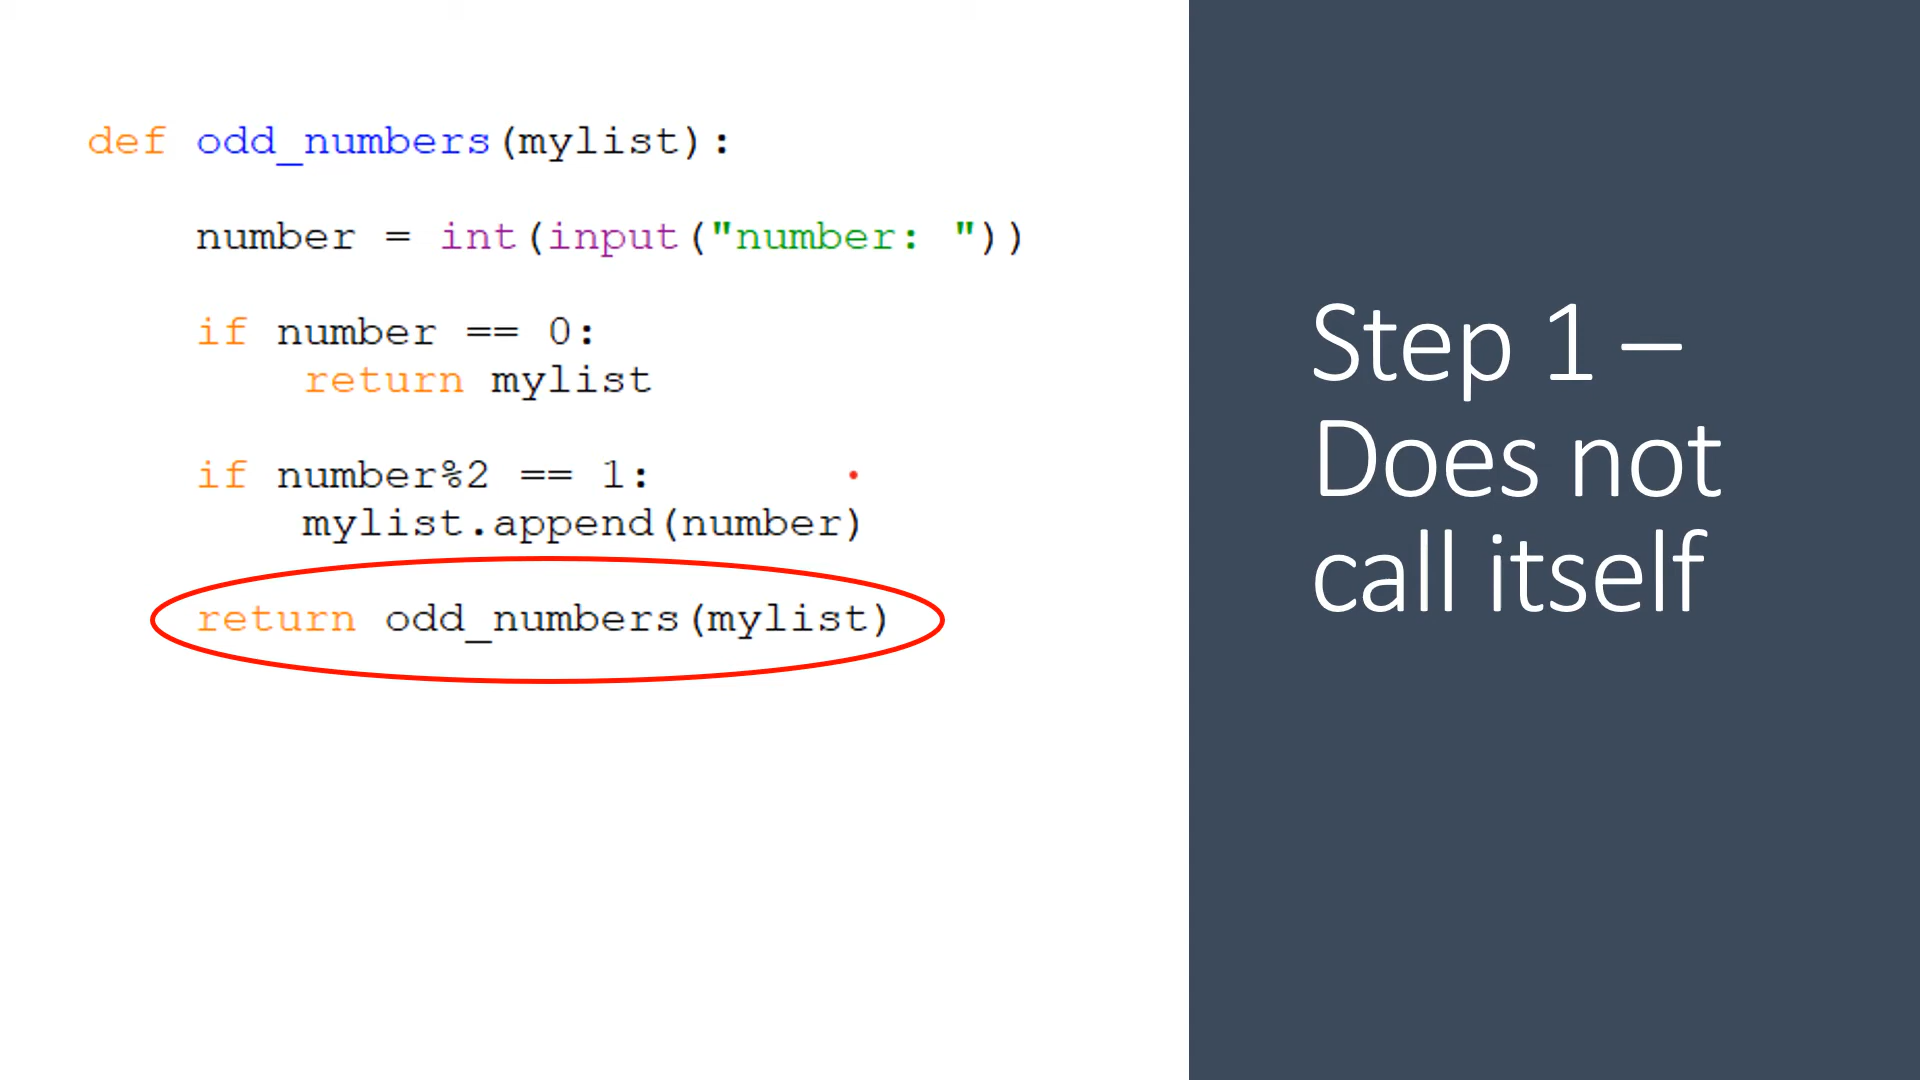 def odd_numbers(mylist):
number = int(input("number: "))
if number == 0:
return mylist
if number%2 == 1:
mylist.append(number)
return odd_numbers(mylist)
Step 1 –
Does not
call itself